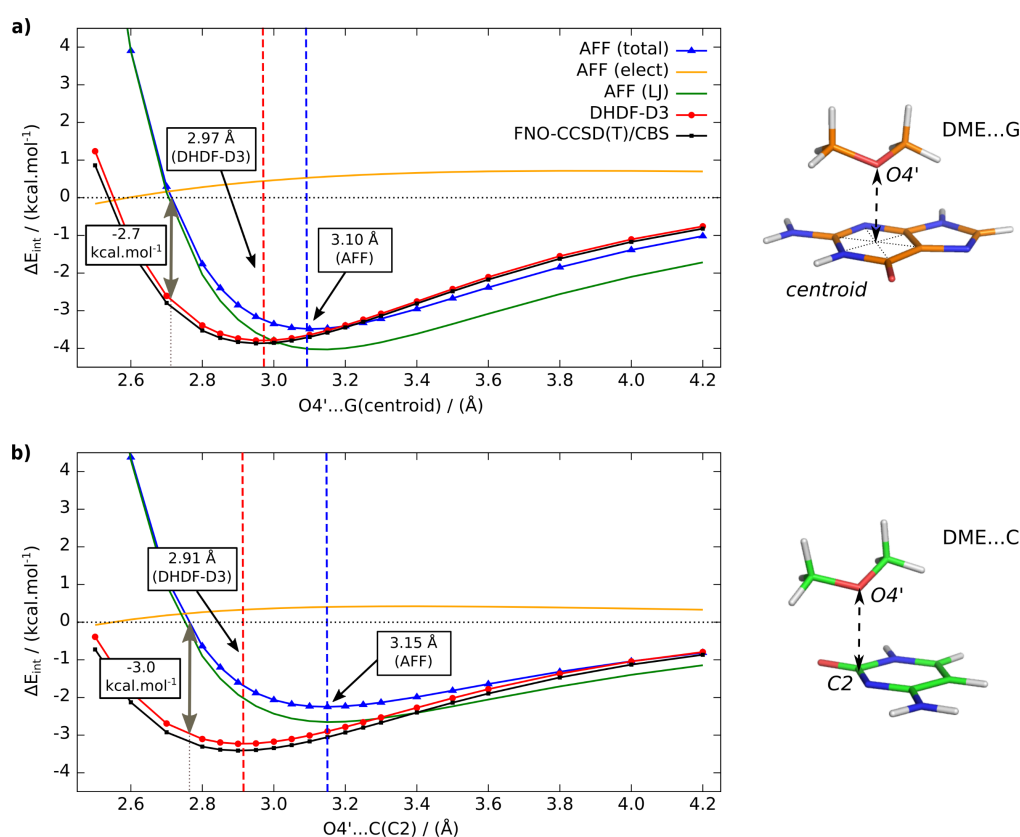 a)
4
3
2
1
0
-1
-2
-3
-4
ΔE_int / (kcal.mol⁻¹)
AFF (total)
AFF (elect)
AFF (LJ)
DHDF-D3
FNO-CCSD(T)/CBS
2.97 Å
(DHDF-D3)
-2.7
kcal.mol⁻¹
3.10 Å
(AFF)
2.6 2.8 3.0 3.2 3.4 3.6 3.8 4.0 4.2
O4'...G(centroid) / (Å)
DME...G
O4'
centroid
b)
4
3
2
1
0
-1
-2
-3
-4
ΔE_int / (kcal.mol⁻¹)
2.91 Å
(DHDF-D3)
-3.0
kcal.mol⁻¹
3.15 Å
(AFF)
2.6 2.8 3.0 3.2 3.4 3.6 3.8 4.0 4.2
O4'...C(C2) / (Å)
DME...C
O4'
C2